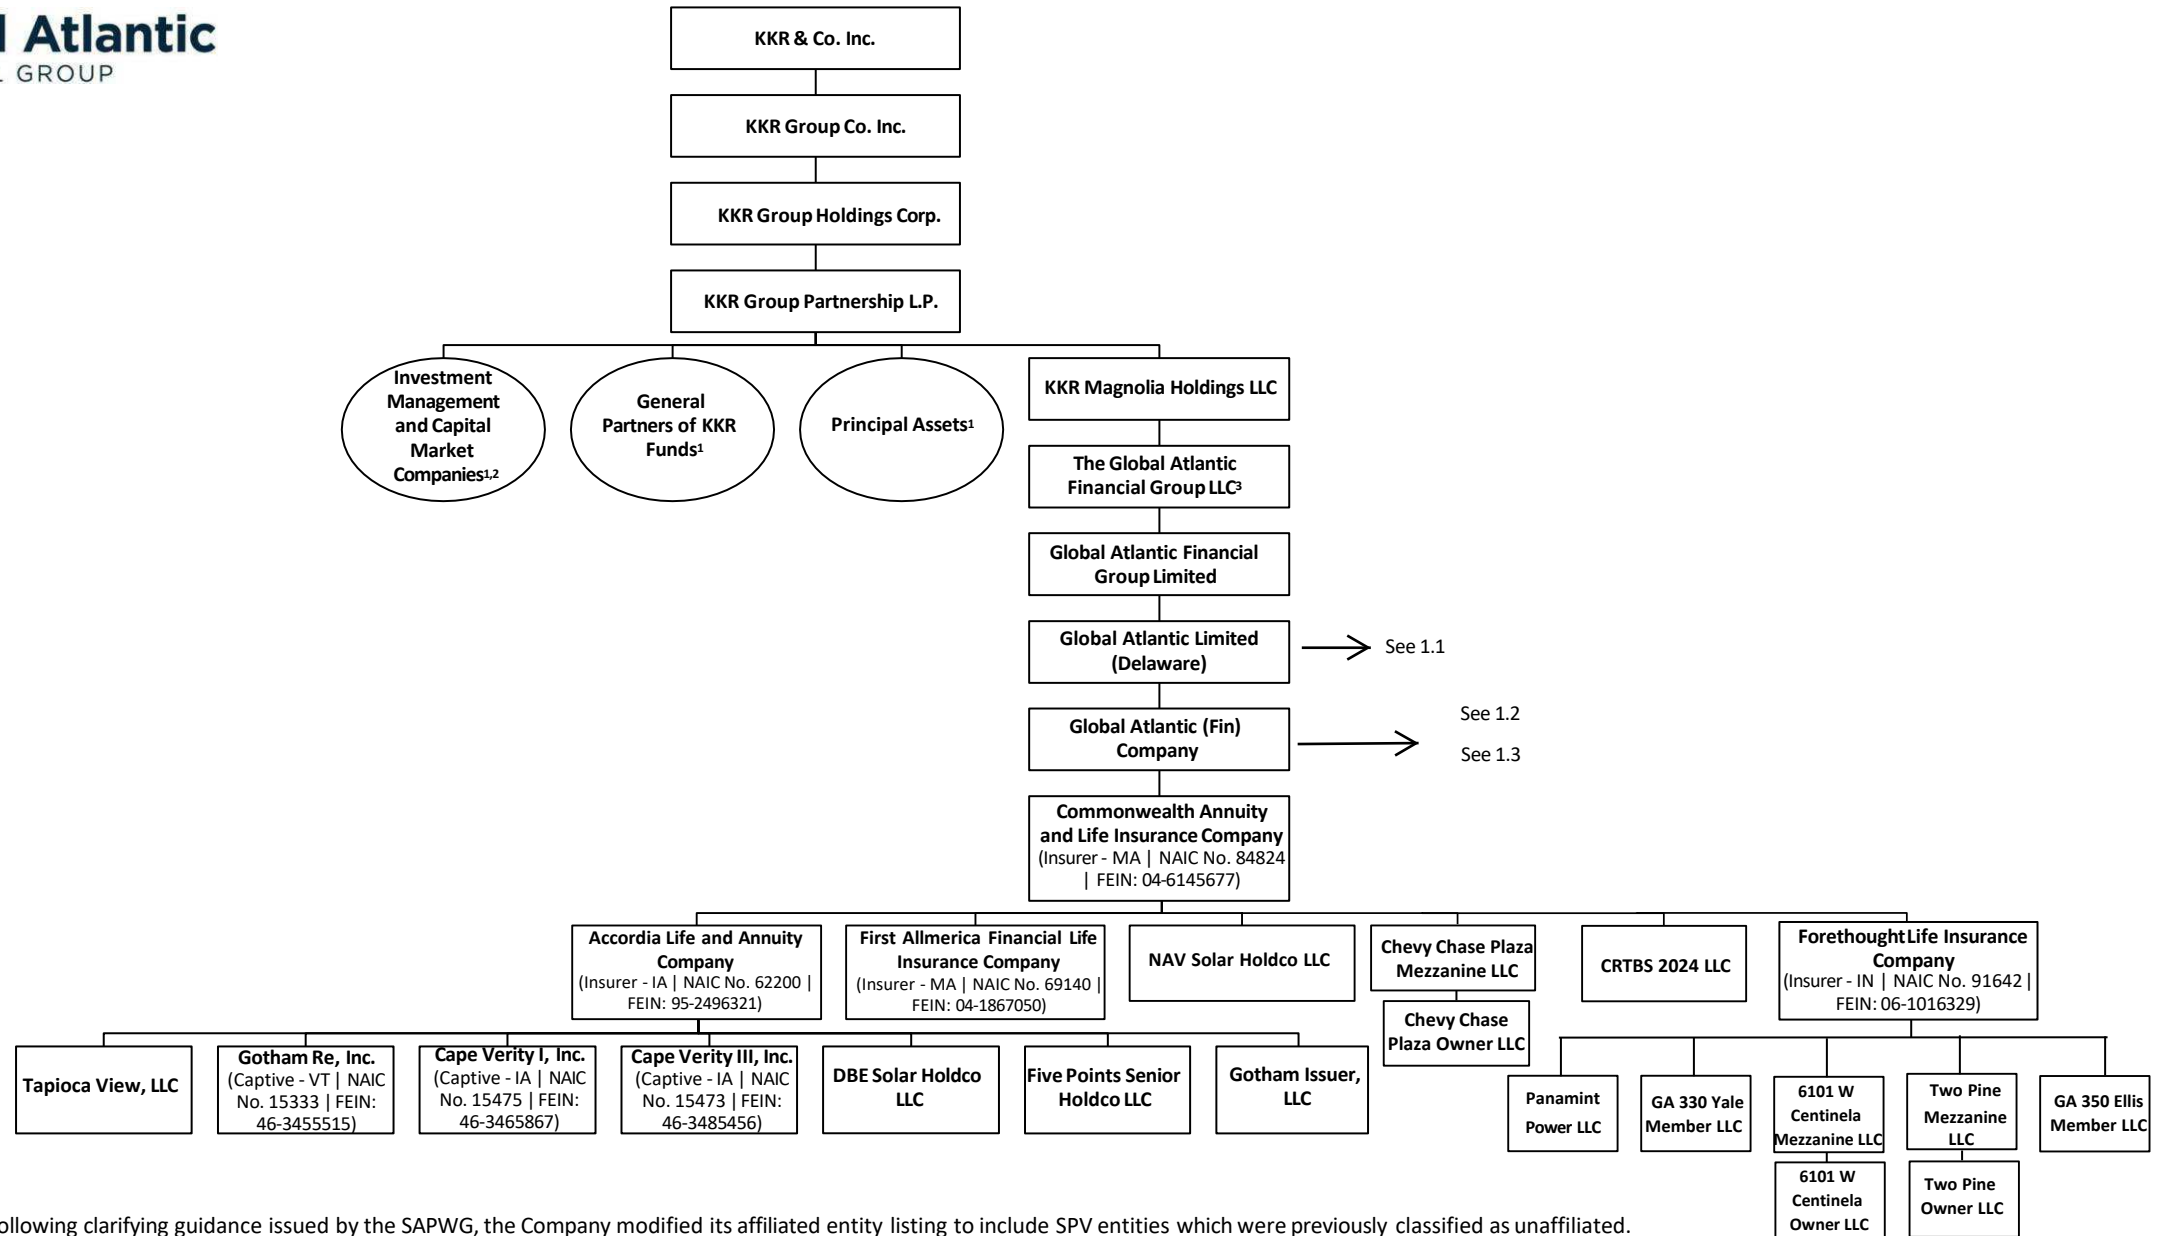 Atlantic
GROUP
KKR & Co. Inc.
KKR Group Co. Inc.
KKR Group Holdings Corp.
KKR Group Partnership L.P.
Investment
Management
and Capital
Market
Companies1,2
General
Partners of KKR
Funds1
Principal Assets1
KKR Magnolia Holdings LLC
The Global Atlantic
Financial Group LLC3
Global Atlantic Financial
Group Limited
Global Atlantic Limited
(Delaware)
See 1.1
Global Atlantic (Fin)
Company
See 1.2
See 1.3
Commonwealth Annuity
and Life Insurance Company
(Insurer - MA | NAIC No. 84824
| FEIN: 04-6145677)
Accordia Life and Annuity
Company
(Insurer - IA | NAIC No. 62200 |
FEIN: 95-2496321)
First Allmerica Financial Life
Insurance Company
(Insurer - MA | NAIC No. 69140 |
FEIN: 04-1867050)
NAV Solar Holdco LLC
Chevy Chase Plaza
Mezzanine LLC
Chevy Chase
Plaza Owner LLC
CRTBS 2024 LLC
Forethought Life Insurance
Company
(Insurer - IN | NAIC No. 91642 |
FEIN: 06-1016329)
Tapioca View, LLC
Gotham Re, Inc.
(Captive - VT | NAIC
No. 15333 | FEIN:
46-3455515)
Cape Verity I, Inc.
(Captive - IA | NAIC
No. 15475 | FEIN:
46-3465867)
Cape Verity III, Inc.
(Captive - IA | NAIC
No. 15473 | FEIN:
46-3485456)
DBE Solar Holdco
LLC
Five Points Senior
Holdco LLC
Gotham Issuer,
LLC
Panamint
Power LLC
GA 330 Yale
Member LLC
6101 W
Centinela
Mezzanine LLC
Two Pine
Mezzanine
LLC
GA 350 Ellis
Member LLC
6101 W
Centinela
Owner LLC
Two Pine
Owner LLC
ollowing clarifying guidance issued by the SAPWG, the Company modified its affiliated entity listing to include SPV entities which were previously classified as unaffiliated.